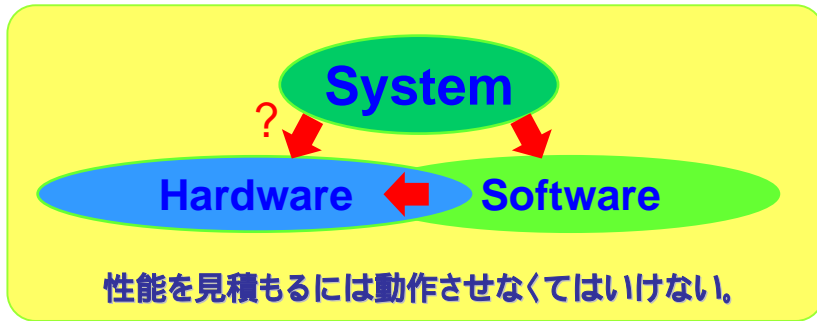 System
?
Hardware
Software
性能を見積もるには動作させなくてはいけない。